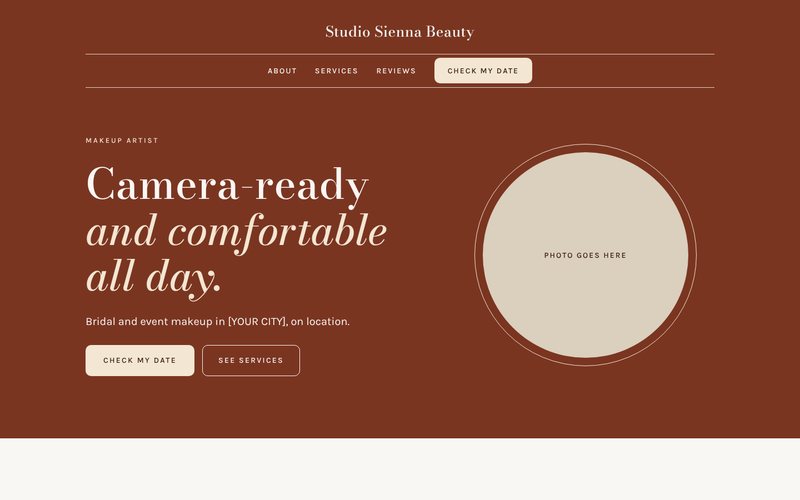 Studio Sienna Beauty
ABOUT SERVICES REVIEWS CHECK MY DATE
MAKEUP ARTIST
Camera-ready
and comfortable
all day.
Bridal and event makeup in [YOUR CITY], on location.
CHECK MY DATE SEE SERVICES
PHOTO GOES HERE